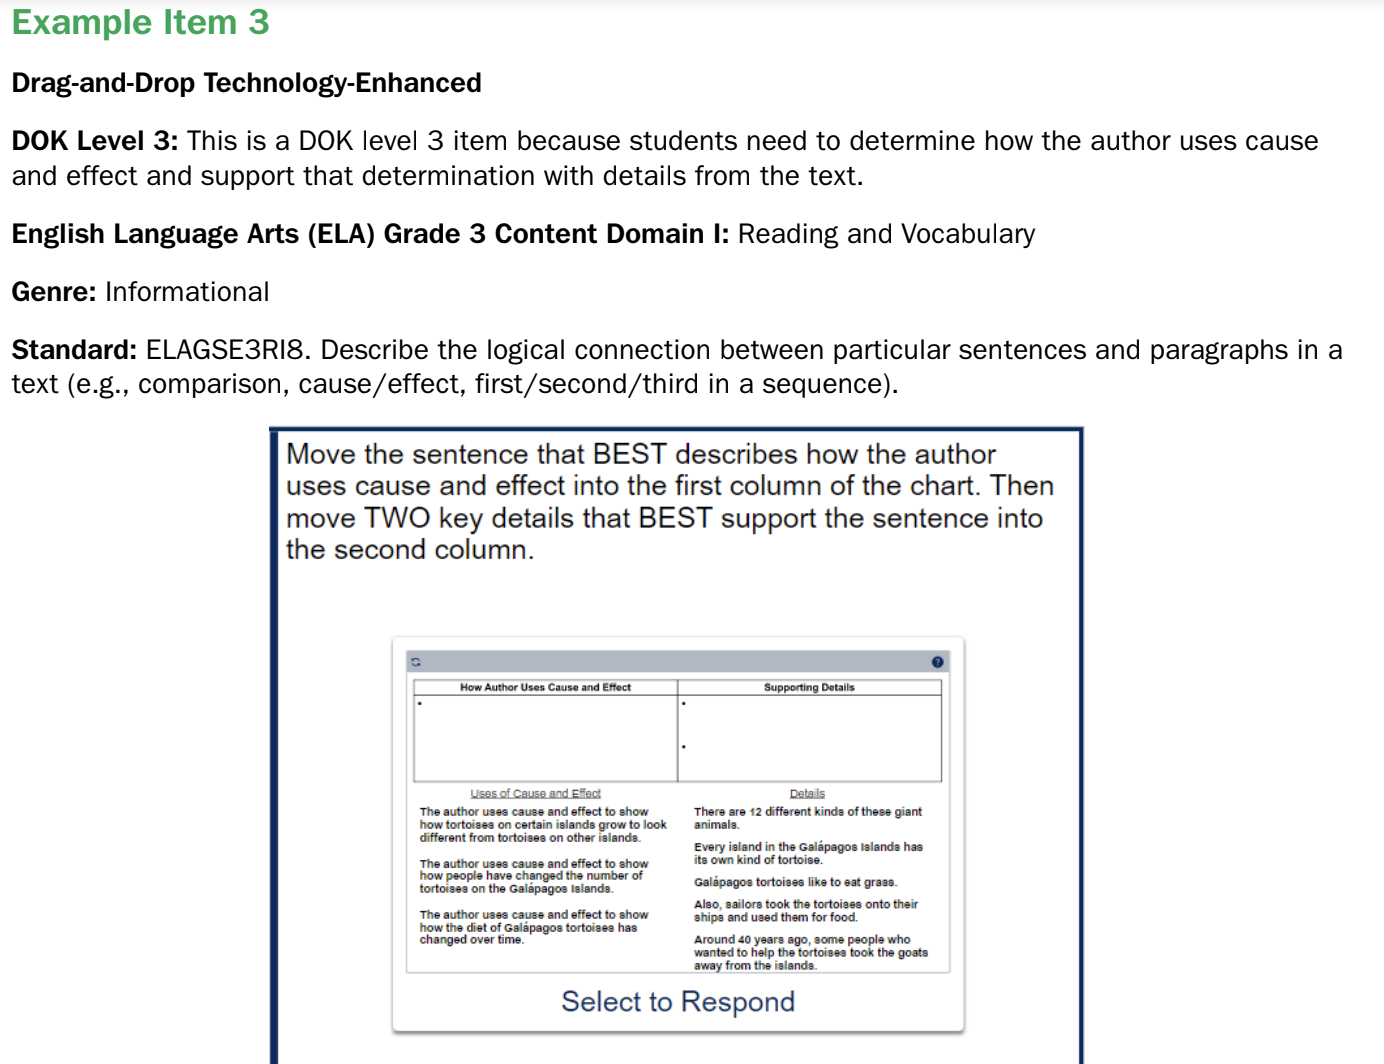 Example Item 3
Drag-and-Drop Technology-Enhanced
DOK Level 3: This is a DOK level 3 item because students need to determine how the author uses cause
and effect and support that determination with details from the text.
English Language Arts (ELA) Grade 3 Content Domain I: Reading and Vocabulary
Genre: Informational
Standard: ELAGSE3RI8. Describe the logical connection between particular sentences and paragraphs in a
text (e.g., comparison, cause/effect, first/second/third in a sequence).
Move the sentence that BEST describes how the author
uses cause and effect into the first column of the chart. Then
move TWO key details that BEST support the sentence into
the second column.
?
How Author Uses Cause and Effect
Supporting Details
•
•
•
Uses of Cause and Effect
The author uses cause and effect to show
how tortoises on certain islands grow to look
different from tortoises on other islands.
The author uses cause and effect to show
how people have changed the number of
tortoises on the Galápagos Islands.
The author uses cause and effect to show
how the diet of Galápagos tortoises has
changed over time.
Details
There are 12 different kinds of these giant
animals.
Every island in the Galápagos Islands has
its own kind of tortoise.
Galápagos tortoises like to eat grass.
Also, sailors took the tortoises onto their
ships and used them for food.
Around 40 years ago, some people who
wanted to help the tortoises took the goats
away from the islands.
Select to Respond